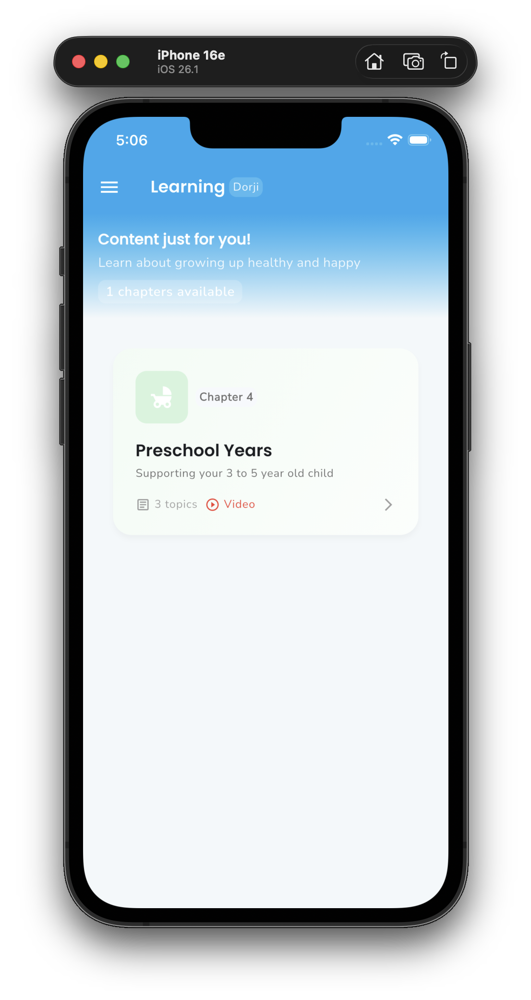 iPhone 16e
iOS 26.1
5:06
Learning Dorji
Content just for you!
Learn about growing up healthy and happy
1 chapters available
Chapter 4
Preschool Years
Supporting your 3 to 5 year old child
3 topics Video